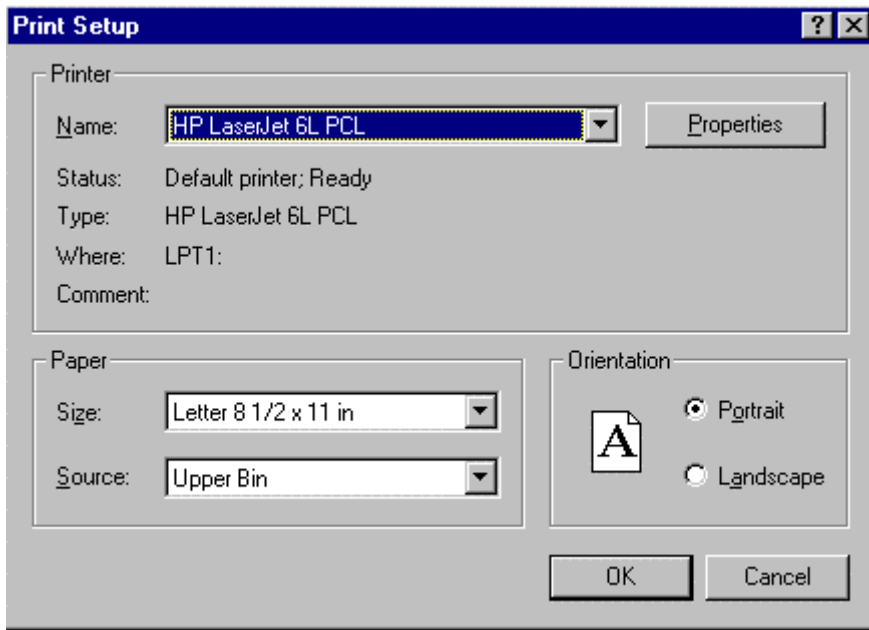 Print Setup
Printer
Name: HP LaserJet 6L PCL Properties
Status: Default printer; Ready
Type: HP LaserJet 6L PCL
Where: LPT1:
Comment:
Paper
Size: Letter 8 1/2 x 11 in
Source: Upper Bin
Orientation
A
Portrait
Landscape
OK Cancel